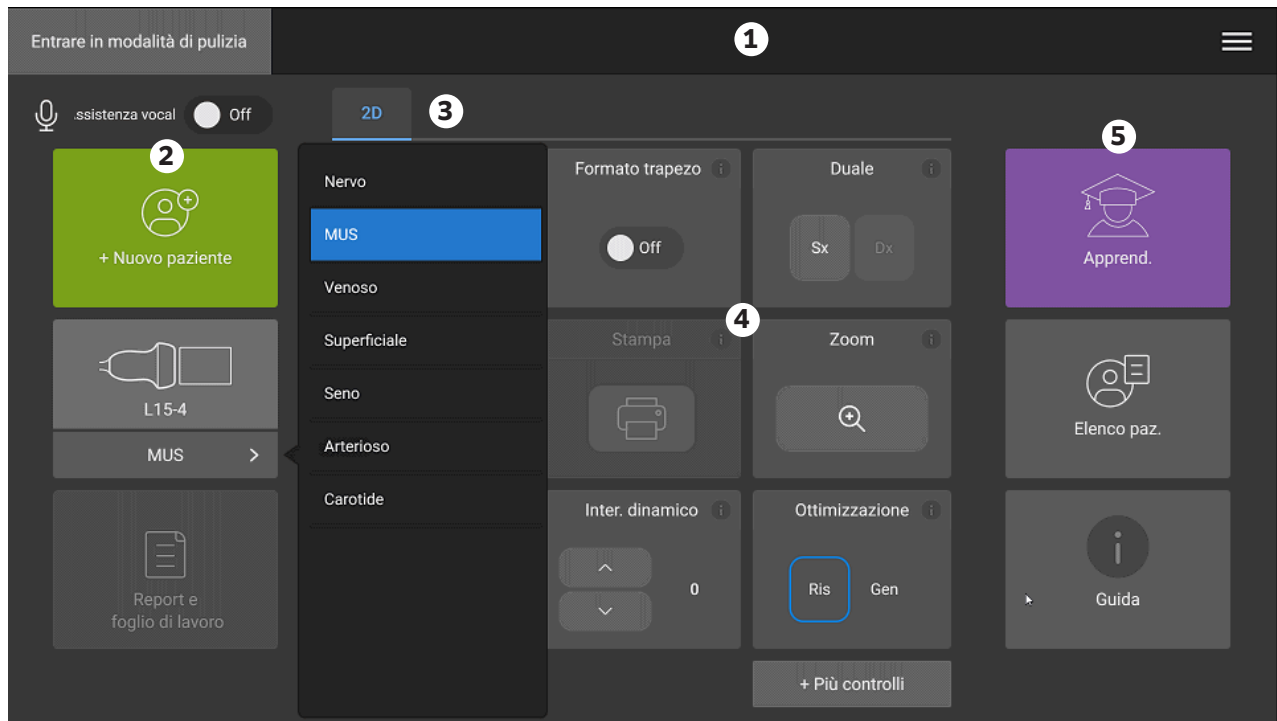 Entrare in modalità di pulizia
1
.ssistenza vocal
Off
2D
3
2
5
+ Nuovo paziente
Nervo
MUS
Venoso
Superficiale
Seno
Arterioso
Carotide
Formato trapezo
Off
Duale
Sx
Dx
Apprend.
4
L15-4
MUS
Stampa
Zoom
Elenco paz.
Report e
foglio di lavoro
Inter. dinamico
0
Ottimizzazione
Ris
Gen
i
Guida
+ Più controlli